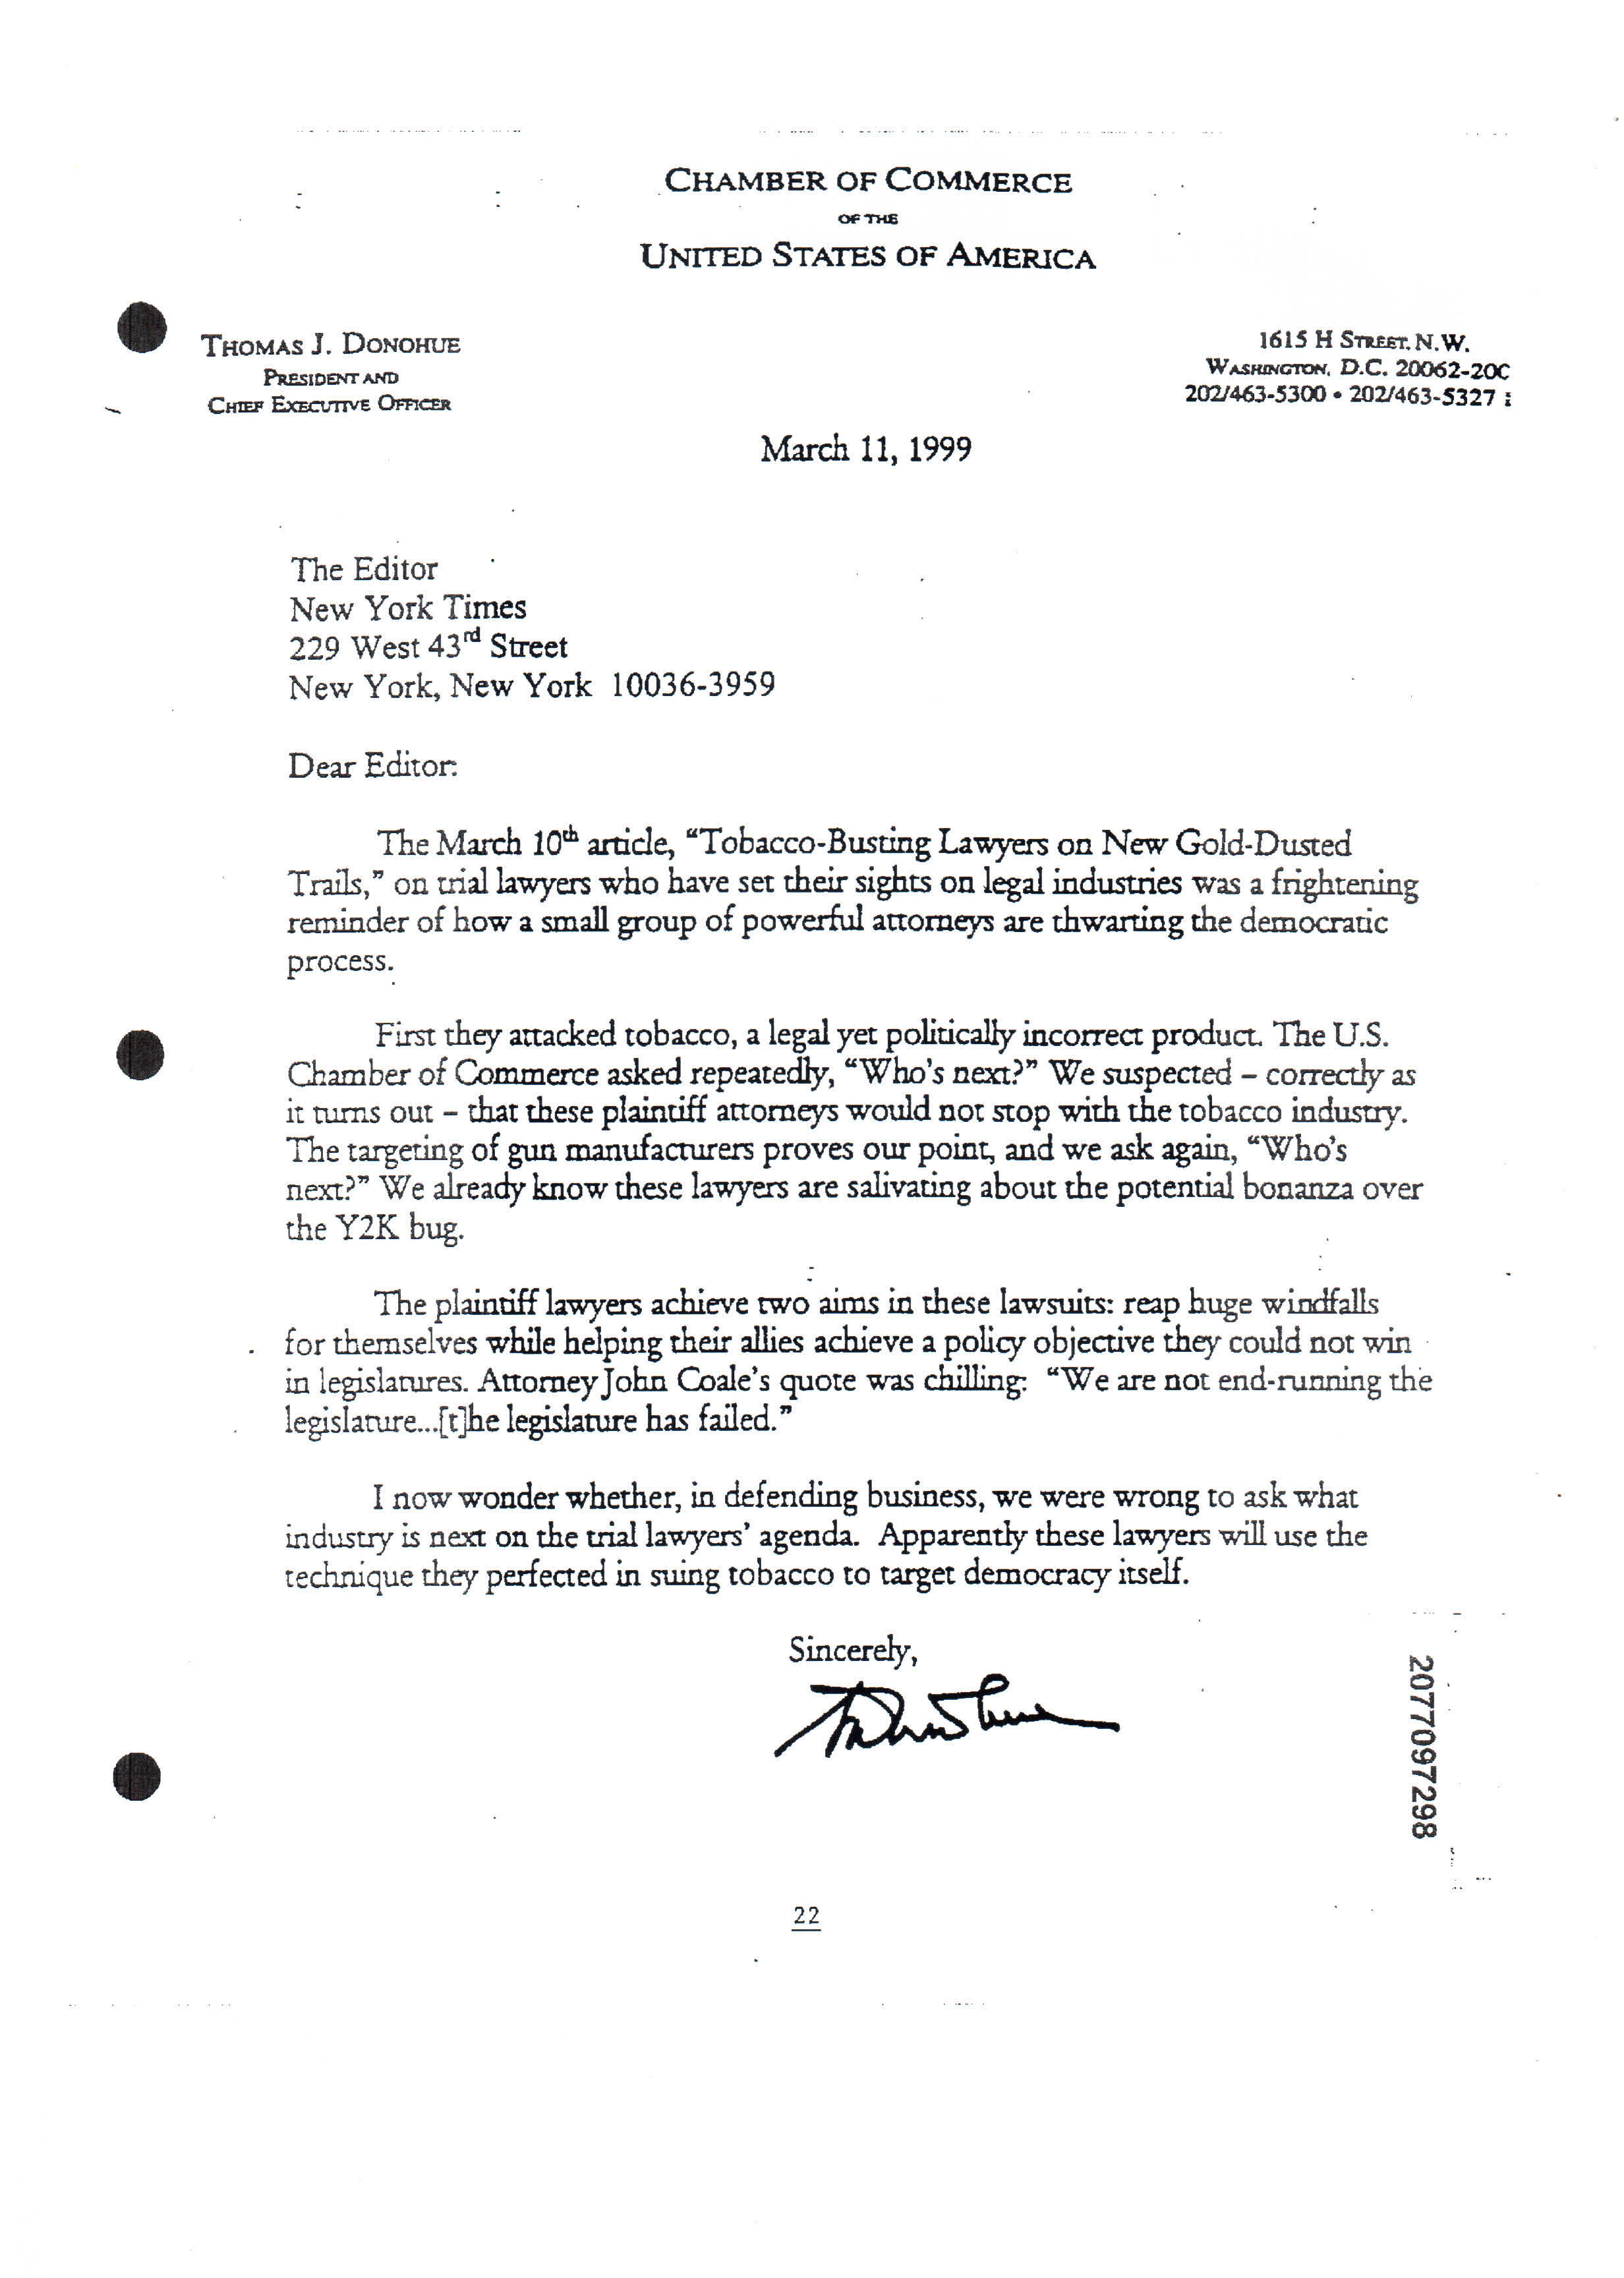 CHAMBER OF COMMERCE
OF THE
UNITED STATES OF AMERICA
THOMAS J. DONOHUE
PRESIDENT AND
CHIEF EXECUTIVE OFFICER
1615 H STREET, N.W.
WASHINGTON, D.C. 20062-200
202/463-5300 • 202/463-5327
March 11, 1999
The Editor
New York Times
229 West 43rd Street
New York, New York 10036-3959
Dear Editor:
The March 10th article, “Tobacco-Busting Lawyers on New Gold-Dusted
Trails,” on trial lawyers who have set their sights on legal industries was a frightening
reminder of how a small group of powerful attorneys are thwarting the democratic
process.
First they attacked tobacco, a legal yet politically incorrect product. The U.S.
Chamber of Commerce asked repeatedly, “Who’s next?” We suspected – correctly as
it turns out – that these plaintiff attorneys would not stop with the tobacco industry.
The targeting of gun manufacturers proves our point, and we ask again, “Who’s
next?” We already know these lawyers are salivating about the potential bonanza over
the Y2K bug.
The plaintiff lawyers achieve two aims in these lawsuits: reap huge windfalls
for themselves while helping their allies achieve a policy objective they could not win
in legislatures. Attorney John Coale’s quote was chilling: “We are not end-running the
legislature...[t]he legislature has failed.”
I now wonder whether, in defending business, we were wrong to ask what
industry is next on the trial lawyers’ agenda. Apparently these lawyers will use the
technique they perfected in suing tobacco to target democracy itself.
Sincerely,
2077097298
22